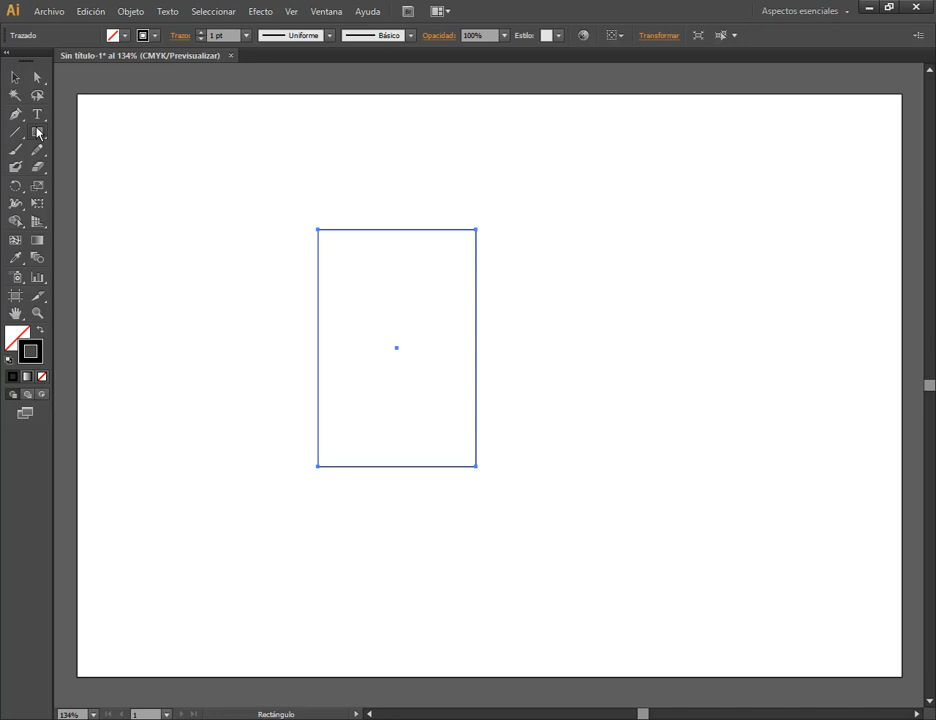 Ai Archivo Edición Objeto Texto Seleccionar Efecto Ver Ventana Ayuda Br Aspectos esenciales
Trazado Trazo: 1 pt Uniforme Básico Opacidad: 100% Estilo: Transformar
Sin título-1* al 134% (CMYK/Previsualizar) ×
T
134% 1 Rectángulo